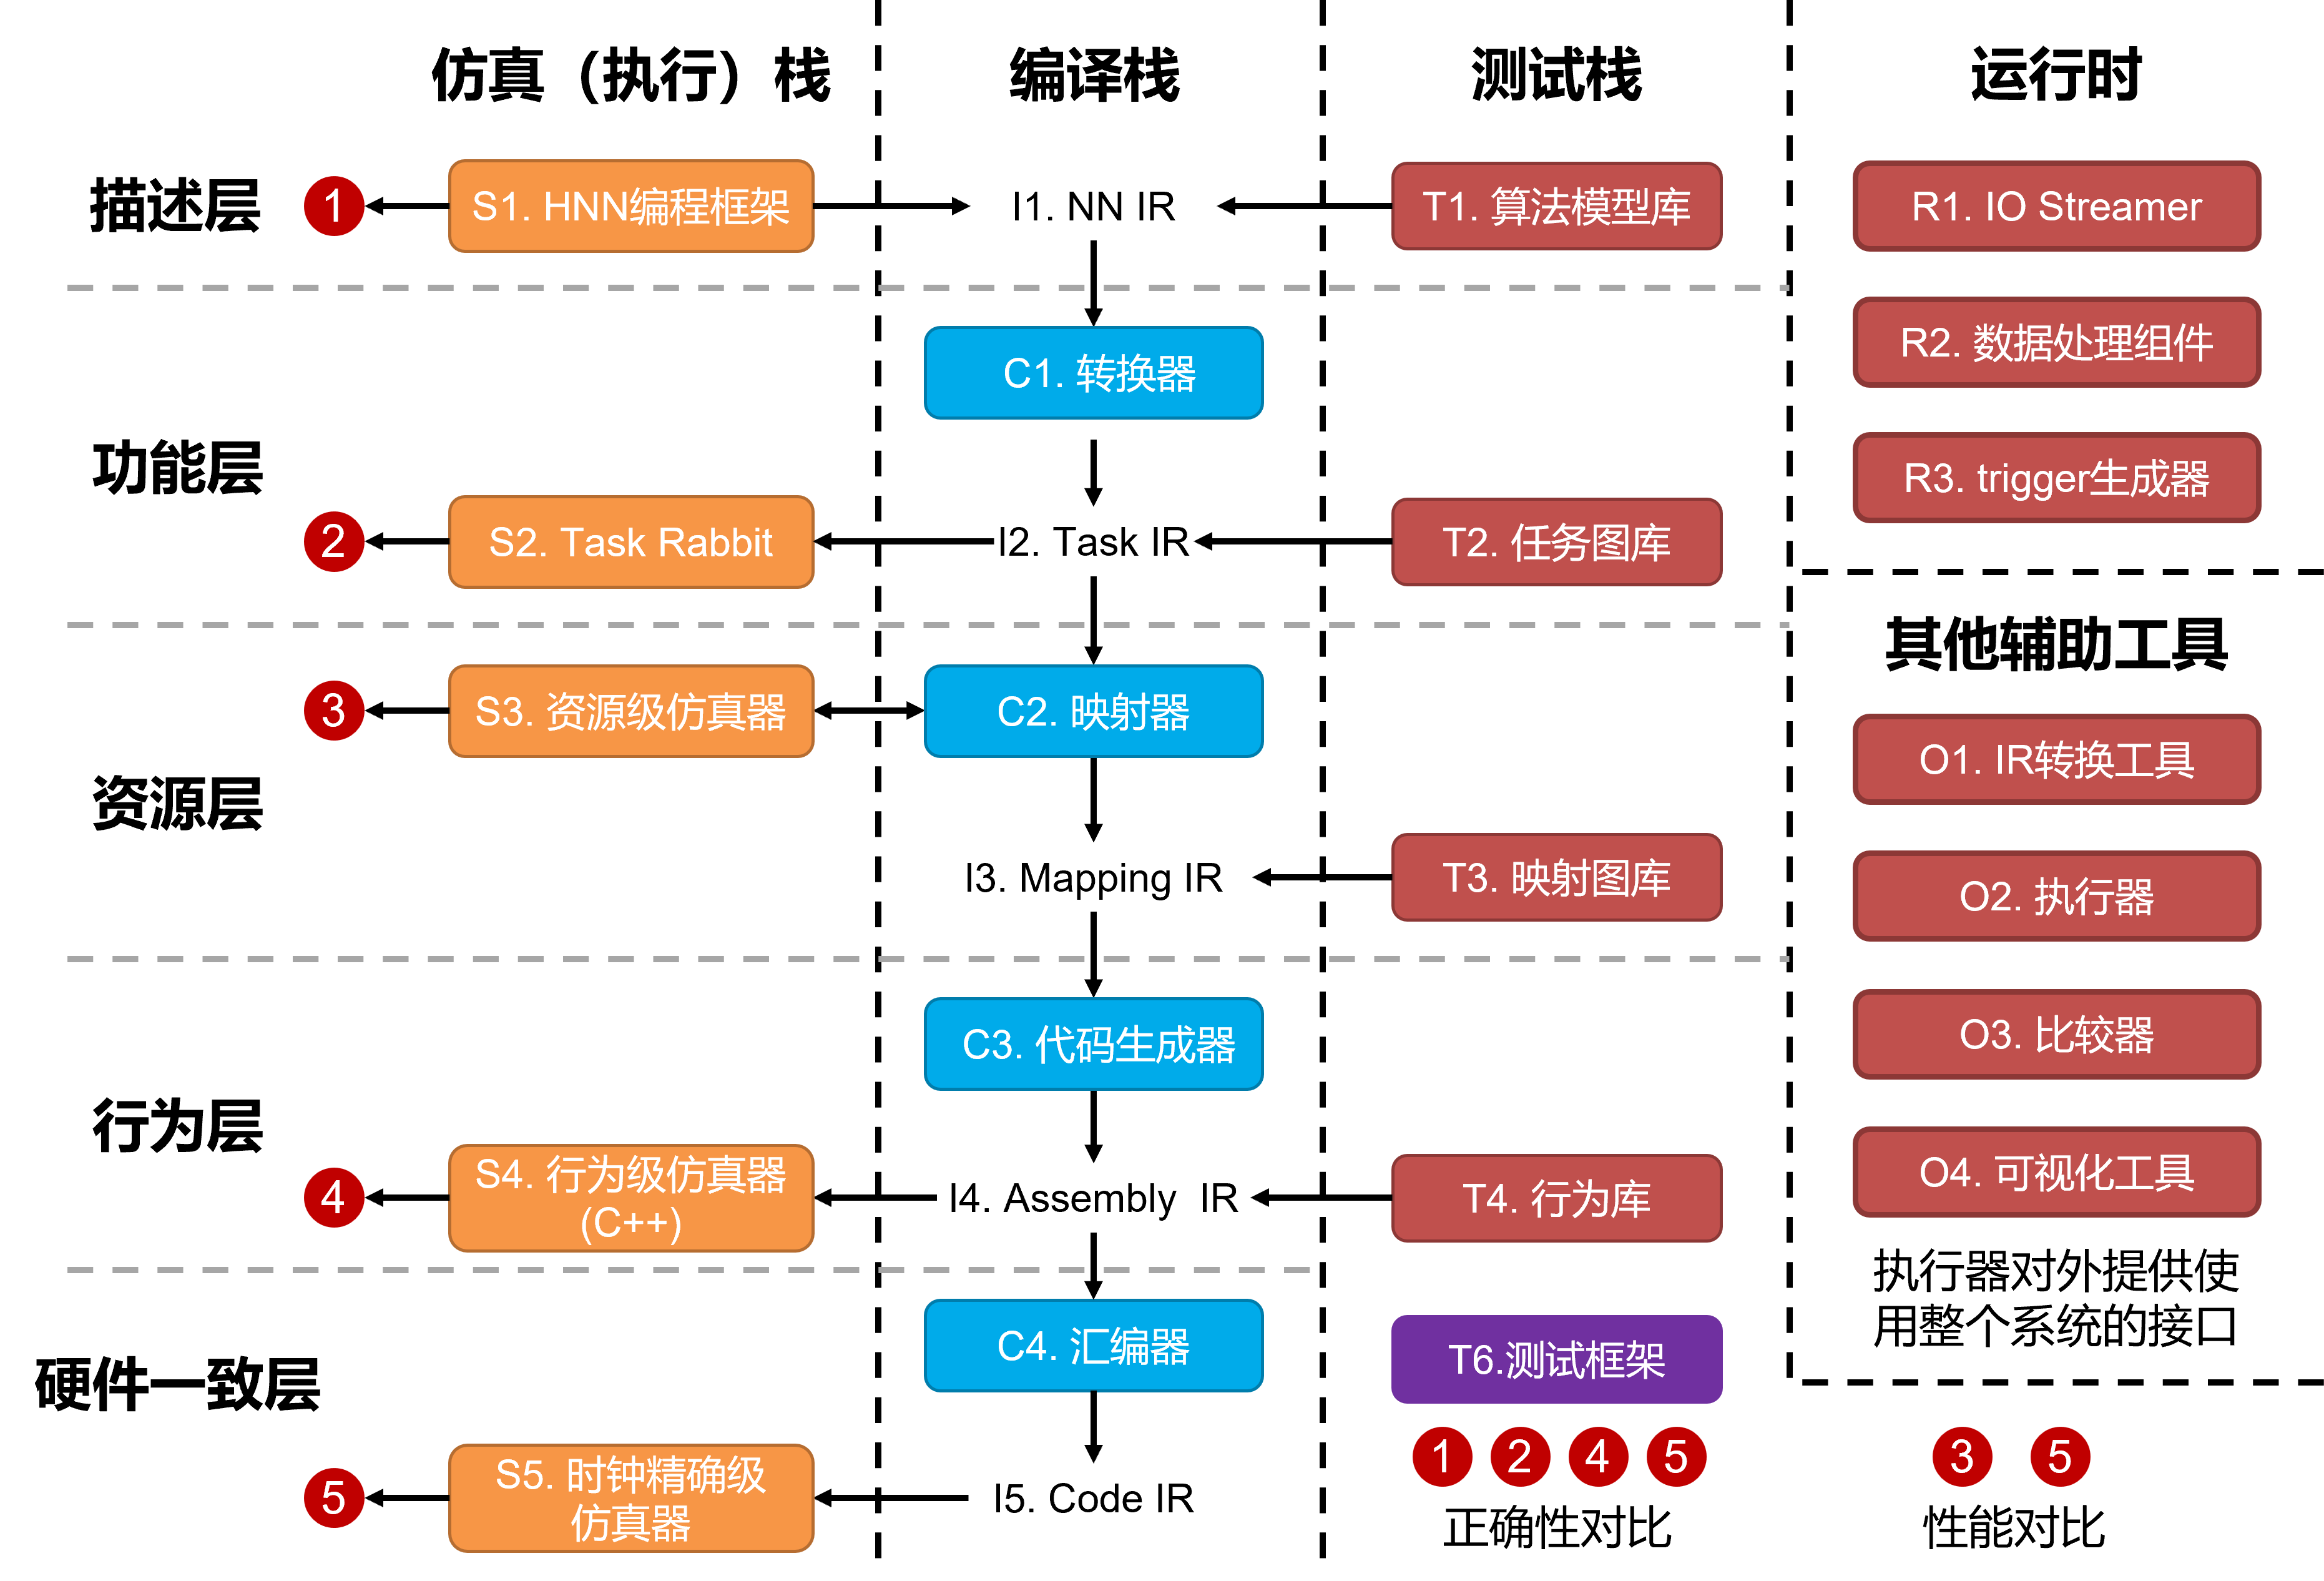 仿真（执行）栈
编译栈
测试栈
运行时
描述层
1
S1. HNN编程框架
I1. NN IR
T1. 算法模型库
R1. IO Streamer
C1. 转换器
R2. 数据处理组件
功能层
R3. trigger生成器
2
S2. Task Rabbit
I2. Task IR
T2. 任务图库
其他辅助工具
3
S3. 资源级仿真器
C2. 映射器
O1. IR转换工具
资源层
I3. Mapping IR
T3. 映射图库
O2. 执行器
C3. 代码生成器
O3. 比较器
行为层
4
S4. 行为级仿真器
(C++)
I4. Assembly  IR
T4. 行为库
O4. 可视化工具
执行器对外提供使
用整个系统的接口
硬件一致层
C4. 汇编器
T6.测试框架
1 2 4 5
正确性对比
3 5
性能对比
5
S5. 时钟精确级
仿真器
I5. Code IR